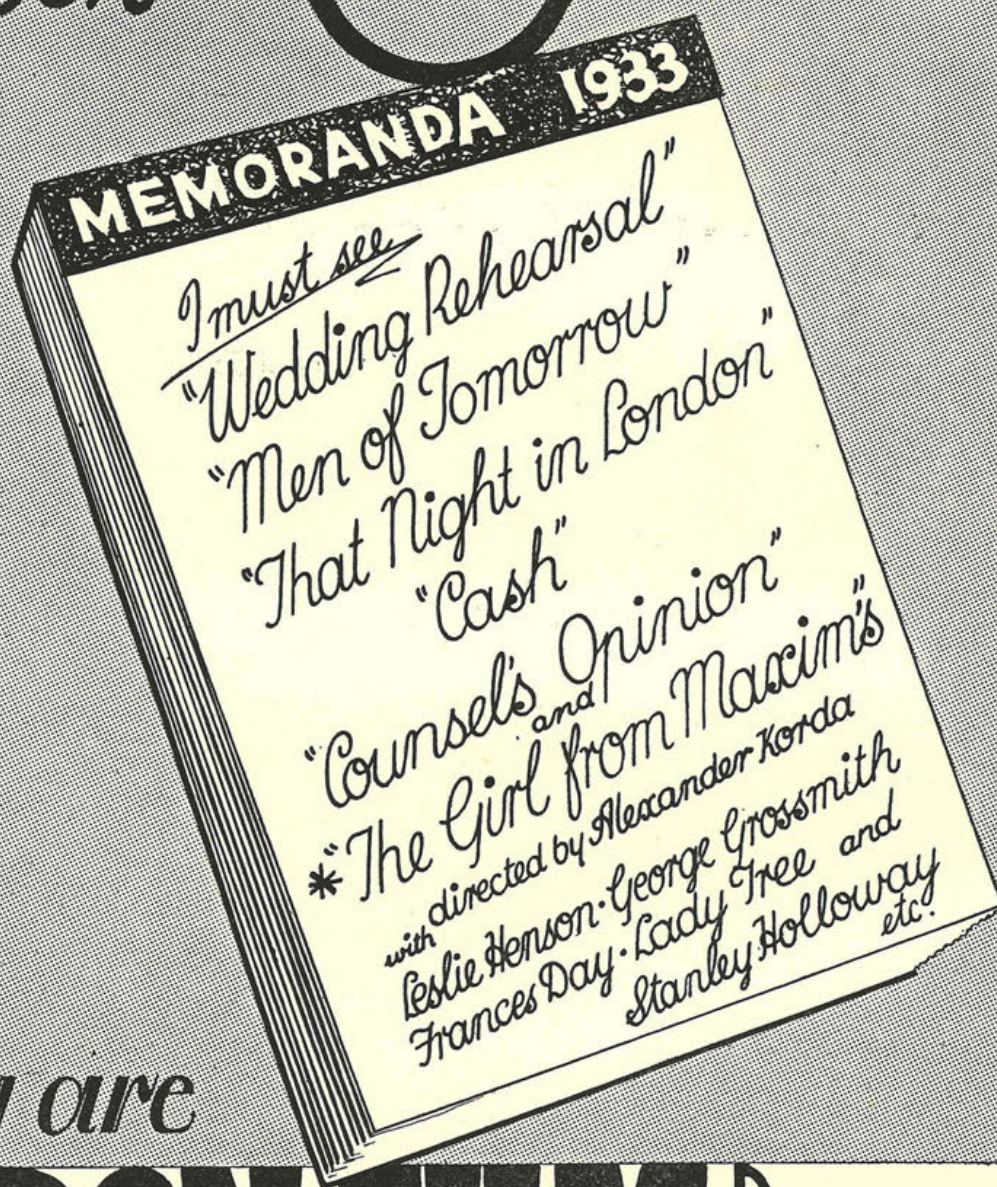 MEMORANDA 1933
I must see
"Wedding Rehearsal"
"Men of Tomorrow"
"That Night in London"
"Cash"
"Counsel's Opinion"
and
*"The Girl from Maxim's"
directed by Alexander Korda
with
Leslie Henson · George Grossmith
Frances Day · Lady Tree and
Stanley Holloway
etc.
are